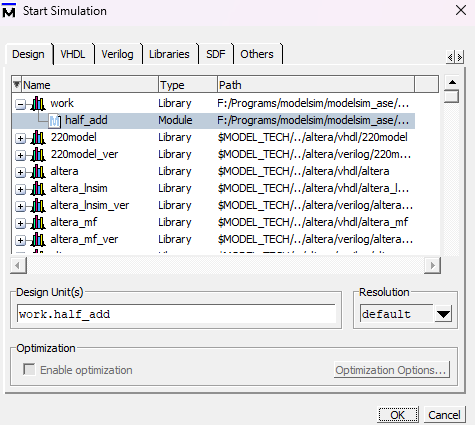 Start Simulation
Design VHDL Verilog Libraries SDF Others
Name Type Path
work Library F:/Programs/modelsim/modelsim_ase/...
half_add Module F:/Programs/modelsim/modelsim_ase/...
220model Library $MODEL_TECH/../altera/vhdl/220model
220model_ver Library $MODEL_TECH/../altera/verilog/220m...
altera Library $MODEL_TECH/../altera/vhdl/altera
altera_lnsim Library $MODEL_TECH/../altera/vhdl/altera_l...
altera_lnsim_ver Library $MODEL_TECH/../altera/verilog/altera...
altera_mf Library $MODEL_TECH/../altera/vhdl/altera_mf
altera_mf_ver Library $MODEL_TECH/../altera/verilog/altera...
Design Unit(s) Resolution
work.half_add default
Optimization
Enable optimization Optimization Options...
OK Cancel